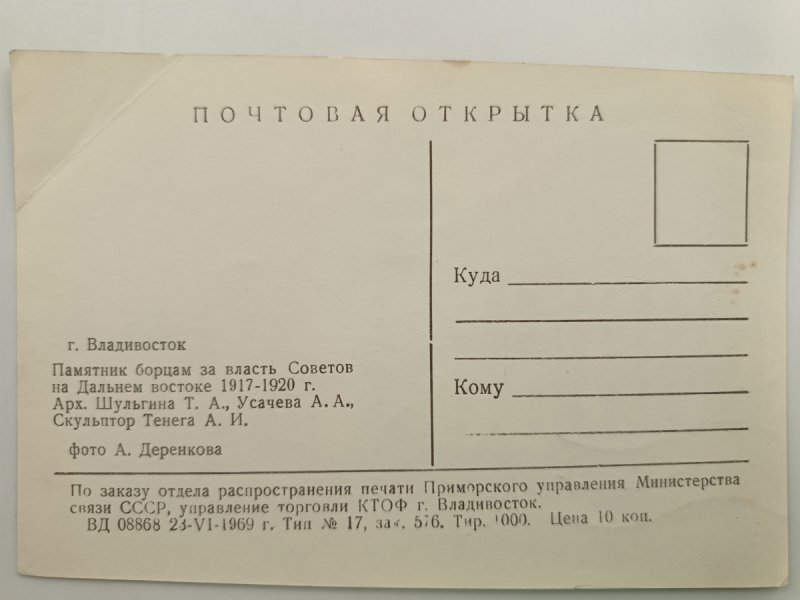 ПОЧТОВАЯ ОТКРЫТКА
Куда
Кому
г. Владивосток
Памятник борцам за власть Советов
на Дальнем востоке 1917-1920 г.
Арх. Шульгина Т. А., Усачева А. А.,
Скульптор Тенега А. И.
фото А. Деренкова
По заказу отдела распространения печати Приморского управления Министерства
связи СССР, управление торговли КТОФ г. Владивосток.
ВД 08868 23-VI-1969 г. Тип № 17, зак. 576. Тир. 1000. Цена 10 коп.